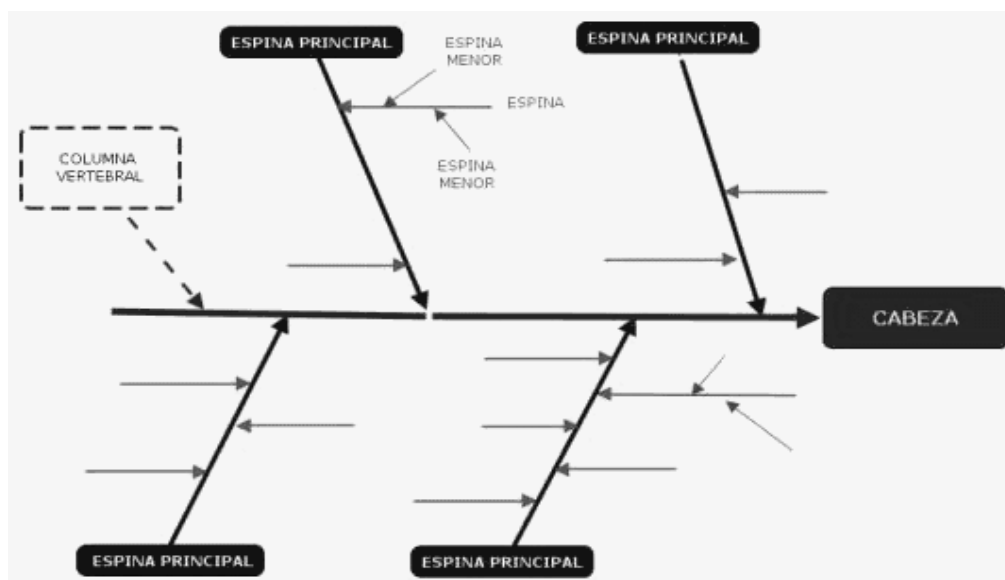 ESPINA PRINCIPAL
ESPINA PRINCIPAL
ESPINA
MENOR
ESPINA
COLUMNA
VERTEBRAL
ESPINA
MENOR
CABEZA
ESPINA PRINCIPAL
ESPINA PRINCIPAL